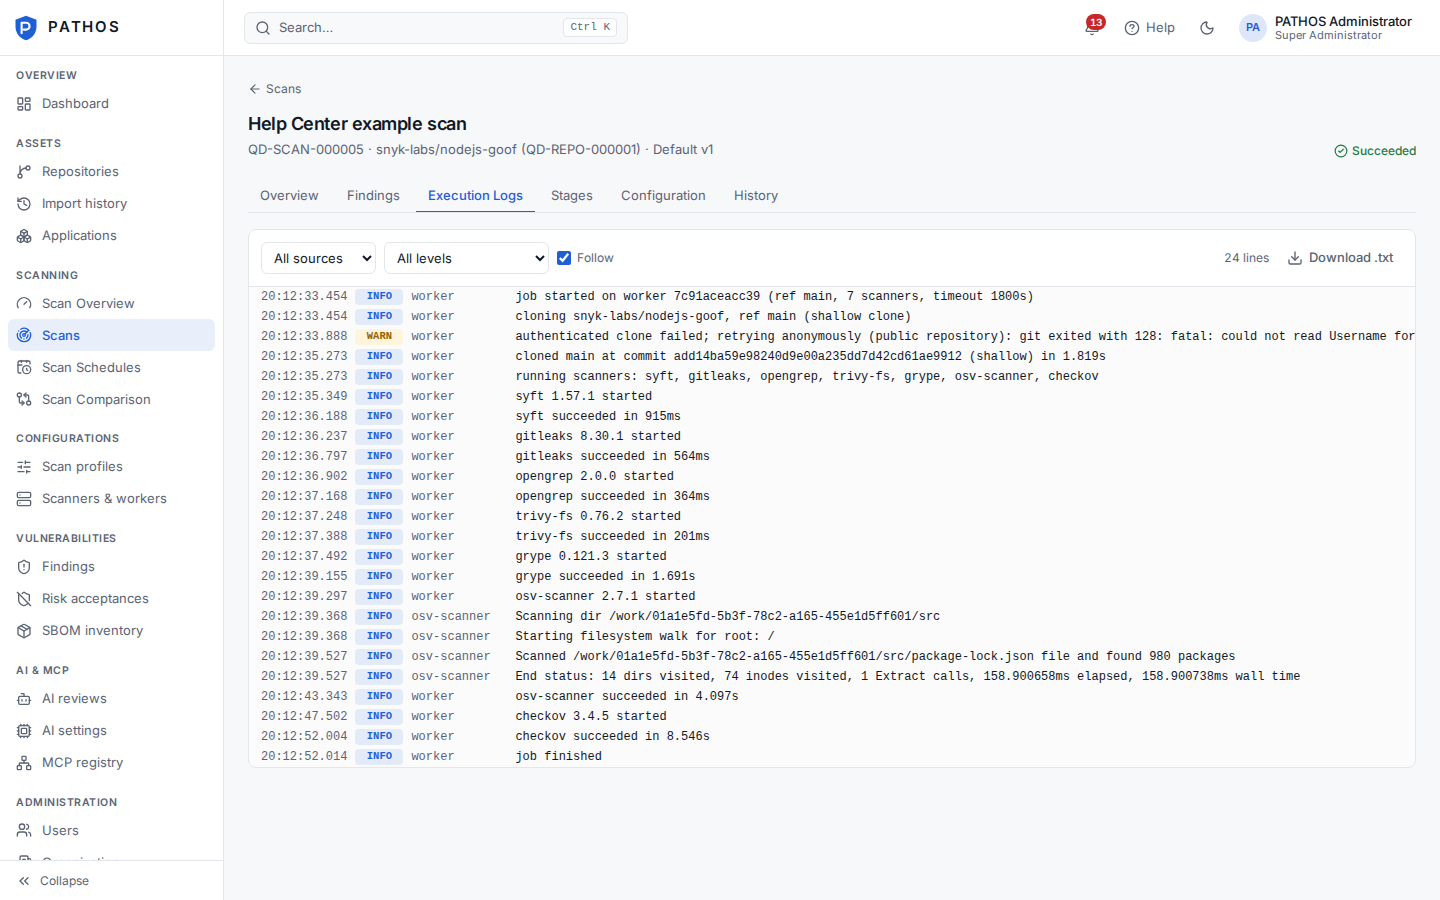 PATHOS
Search...
Ctrl K
13
Help
PA
PATHOS Administrator
Super Administrator
OVERVIEW
Dashboard
ASSETS
Repositories
Import history
Applications
SCANNING
Scan Overview
Scans
Scan Schedules
Scan Comparison
CONFIGURATIONS
Scan profiles
Scanners & workers
VULNERABILITIES
Findings
Risk acceptances
SBOM inventory
AI & MCP
AI reviews
AI settings
MCP registry
ADMINISTRATION
Users
Collapse
Scans
Help Center example scan
QD-SCAN-000005 · snyk-labs/nodejs-goof (QD-REPO-000001) · Default v1
Succeeded
Overview Findings Execution Logs Stages Configuration History
All sources All levels Follow 24 lines Download .txt
20:12:33.454 INFO worker job started on worker 7c91aceacc39 (ref main, 7 scanners, timeout 1800s)
20:12:33.454 INFO worker cloning snyk-labs/nodejs-goof, ref main (shallow clone)
20:12:33.888 WARN worker authenticated clone failed; retrying anonymously (public repository): git exited with 128: fatal: could not read Username for
20:12:35.273 INFO worker cloned main at commit add14ba59e98240d9e00a235dd7d42cd61ae9912 (shallow) in 1.819s
20:12:35.273 INFO worker running scanners: syft, gitleaks, opengrep, trivy-fs, grype, osv-scanner, checkov
20:12:35.349 INFO worker syft 1.57.1 started
20:12:36.188 INFO worker syft succeeded in 915ms
20:12:36.237 INFO worker gitleaks 8.30.1 started
20:12:36.797 INFO worker gitleaks succeeded in 564ms
20:12:36.902 INFO worker opengrep 2.0.0 started
20:12:37.168 INFO worker opengrep succeeded in 364ms
20:12:37.248 INFO worker trivy-fs 0.76.2 started
20:12:37.388 INFO worker trivy-fs succeeded in 201ms
20:12:37.492 INFO worker grype 0.121.3 started
20:12:39.155 INFO worker grype succeeded in 1.691s
20:12:39.297 INFO worker osv-scanner 2.7.1 started
20:12:39.368 INFO osv-scanner Scanning dir /work/01a1e5fd-5b3f-78c2-a165-455e1d5ff601/src
20:12:39.368 INFO osv-scanner Starting filesystem walk for root: /
20:12:39.527 INFO osv-scanner Scanned /work/01a1e5fd-5b3f-78c2-a165-455e1d5ff601/src/package-lock.json file and found 980 packages
20:12:39.527 INFO osv-scanner End status: 14 dirs visited, 74 inodes visited, 1 Extract calls, 158.900658ms elapsed, 158.900738ms wall time
20:12:43.343 INFO worker osv-scanner succeeded in 4.097s
20:12:47.502 INFO worker checkov 3.4.5 started
20:12:52.004 INFO worker checkov succeeded in 8.546s
20:12:52.014 INFO worker job finished